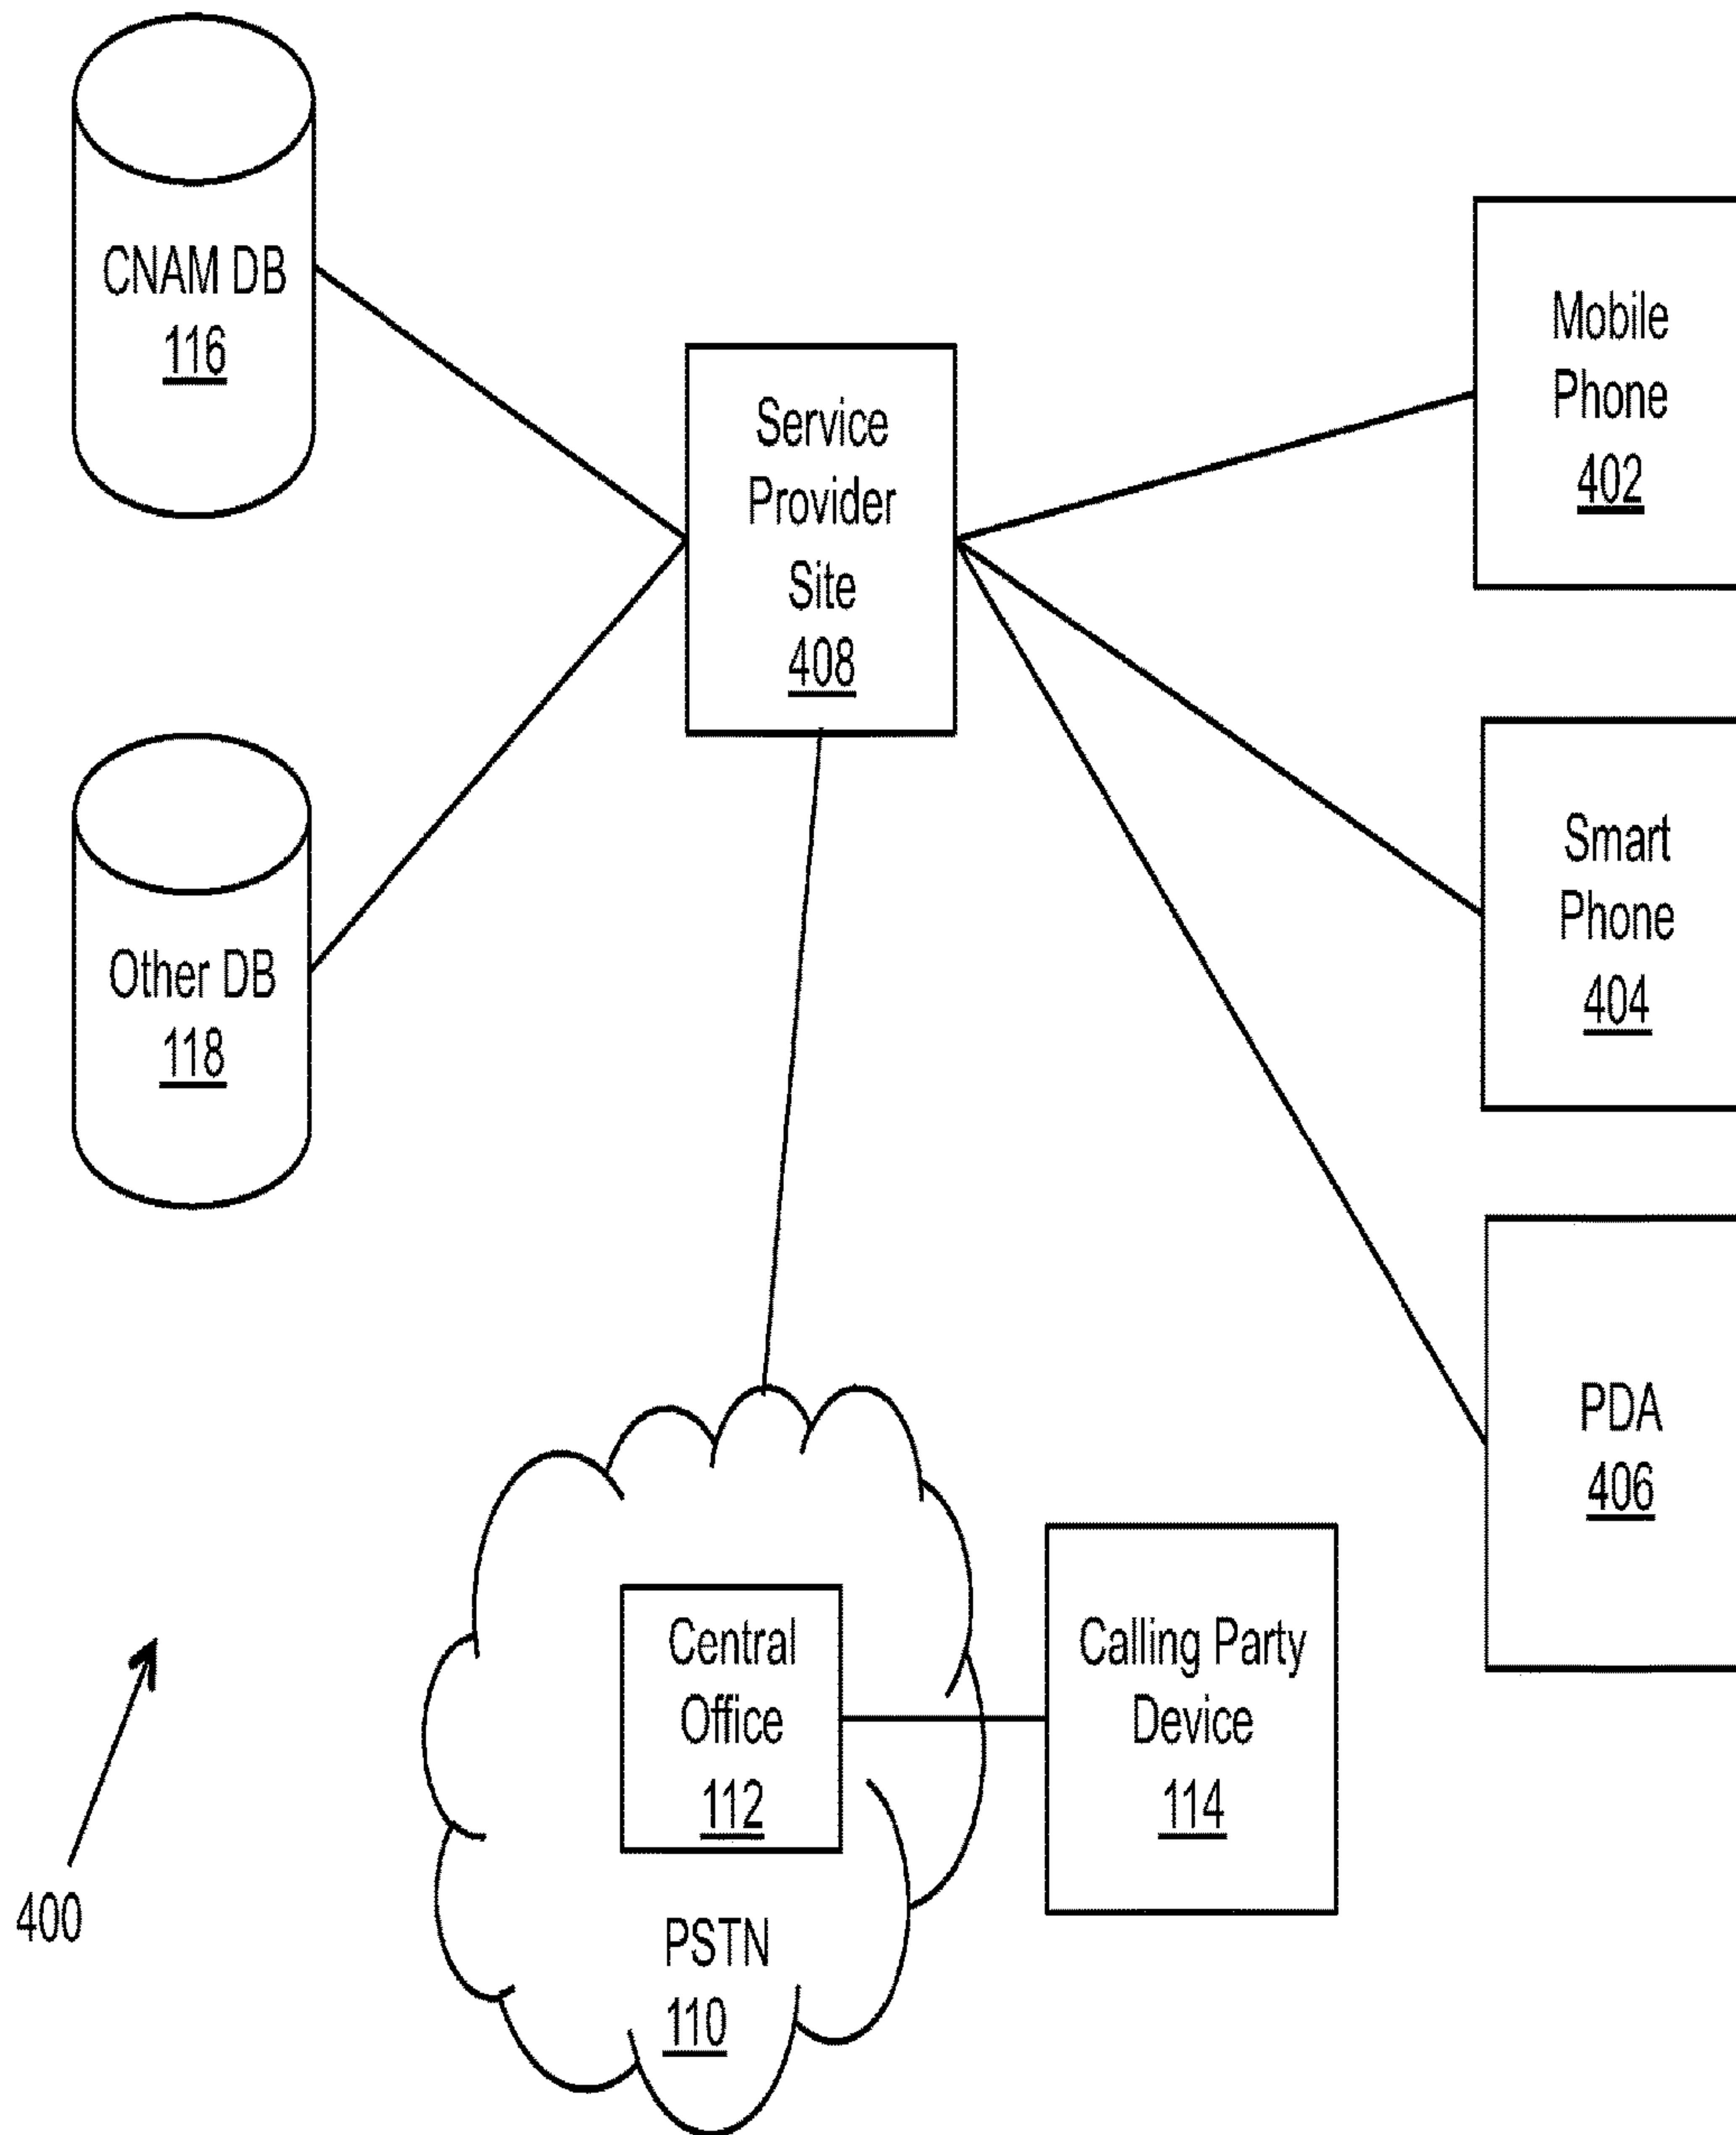 CNAM DB
116
Service
Provider
Site
408
Mobile
Phone
402
Other DB
118
Smart
Phone
404
PDA
406
Central
Office
112
Calling Party
Device
114
PSTN
110
400